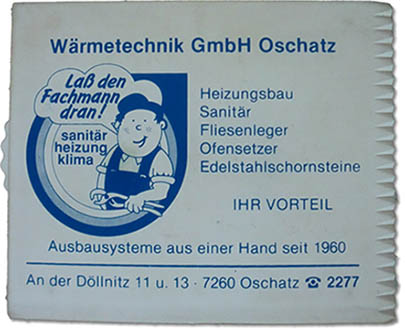 Wärmetechnik GmbH Oschatz
Laß den
Fachmann
dran!
sanitär
heizung
klima
Heizungsbau
Sanitär
Fliesenleger
Ofensetzer
Edelstahlschornsteine
IHR VORTEIL
Ausbausysteme aus einer Hand seit 1960
An der Döllnitz 11 u. 13 · 7260 Oschatz ☎ 2277